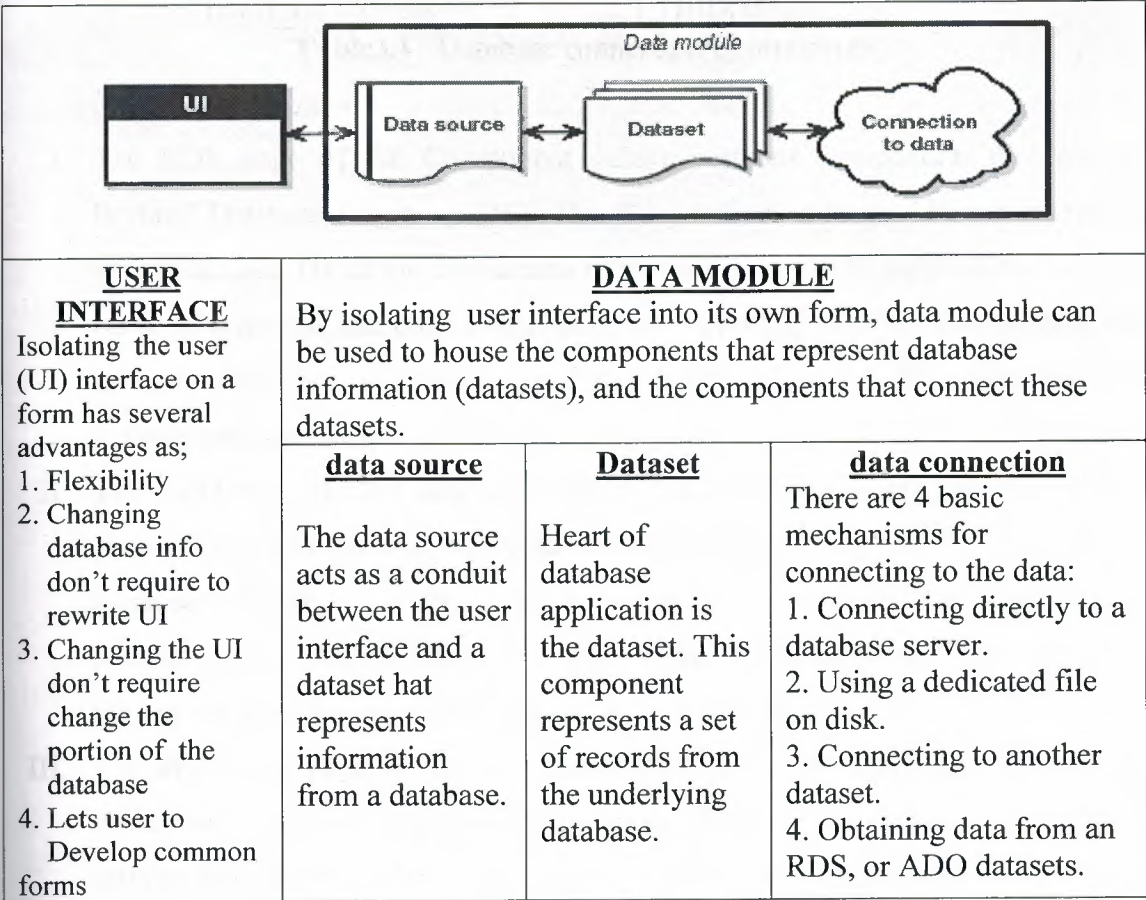 Data module
UI
Data source
Dataset
Connection
to data
USER
INTERFACE
Isolating the user
(UI) interface on a
form has several
advantages as;
1. Flexibility
2. Changing
database info
don't require to
rewrite UI
3. Changing the UI
don't require
change the
portion of the
database
4. Lets user to
Develop common
forms
DATA MODULE
By isolating user interface into its own form, data module can
be used to house the components that represent database
information (datasets), and the components that connect these
datasets.
data source
The data source
acts as a conduit
between the user
interface and a
dataset hat
represents
information
from a database.
Dataset
Heart of
database
application is
the dataset. This
component
represents a set
of records from
the underlying
database.
data connection
There are 4 basic
mechanisms for
connecting to the data:
1. Connecting directly to a
database server.
2. Using a dedicated file
on disk.
3. Connecting to another
dataset.
4. Obtaining data from an
RDS, or ADO datasets.